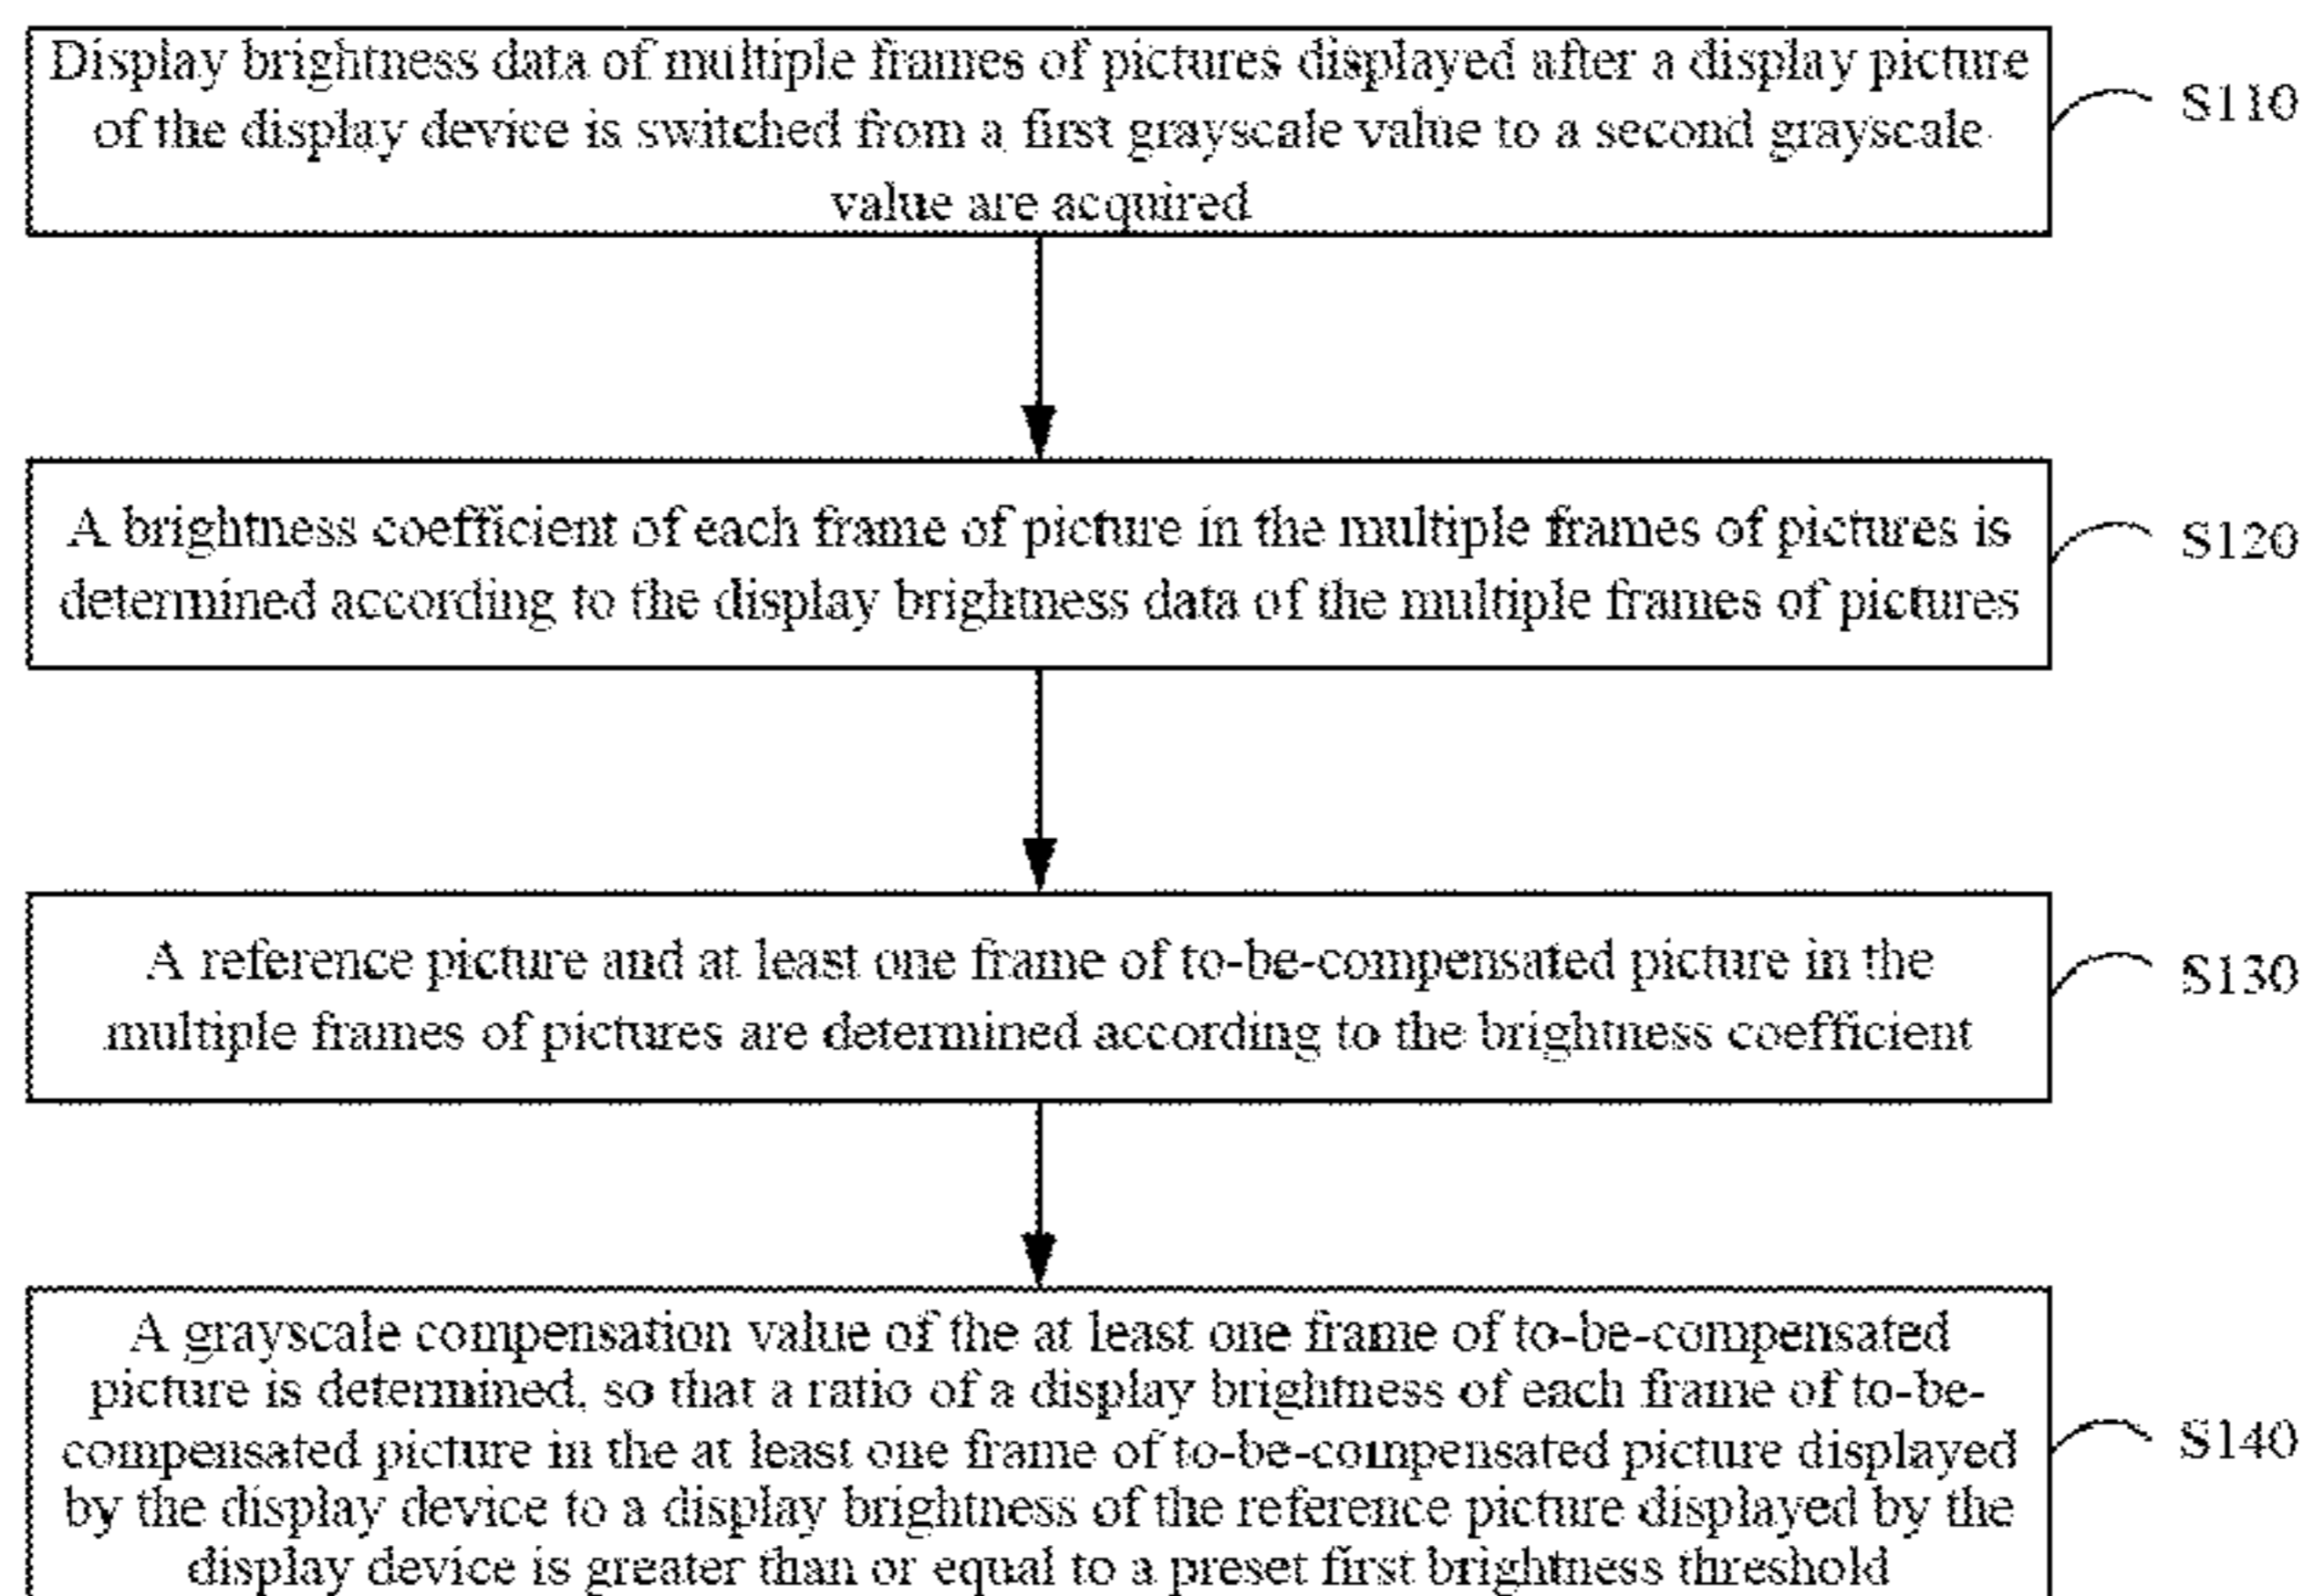 Display brightness data of multiple frames of pictures displayed after a display picture
of the display device is switched from a first grayscale value to a second grayscale
value are acquired
S110
A brightness coefficient of each frame of picture in the multiple frames of pictures is
determined according to the display brightness data of the multiple frames of pictures
S120
A reference picture and at least one frame of to-be-compensated picture in the
multiple frames of pictures are determined according to the brightness coefficient
S130
A grayscale compensation value of the at least one frame of to-be-compensated
picture is determined, so that a ratio of a display brightness of each frame of to-be-
compensated picture in the at least one frame of to-be-compensated picture displayed
by the display device to a display brightness of the reference picture displayed by the
display device is greater than or equal to a preset first brightness threshold
S140